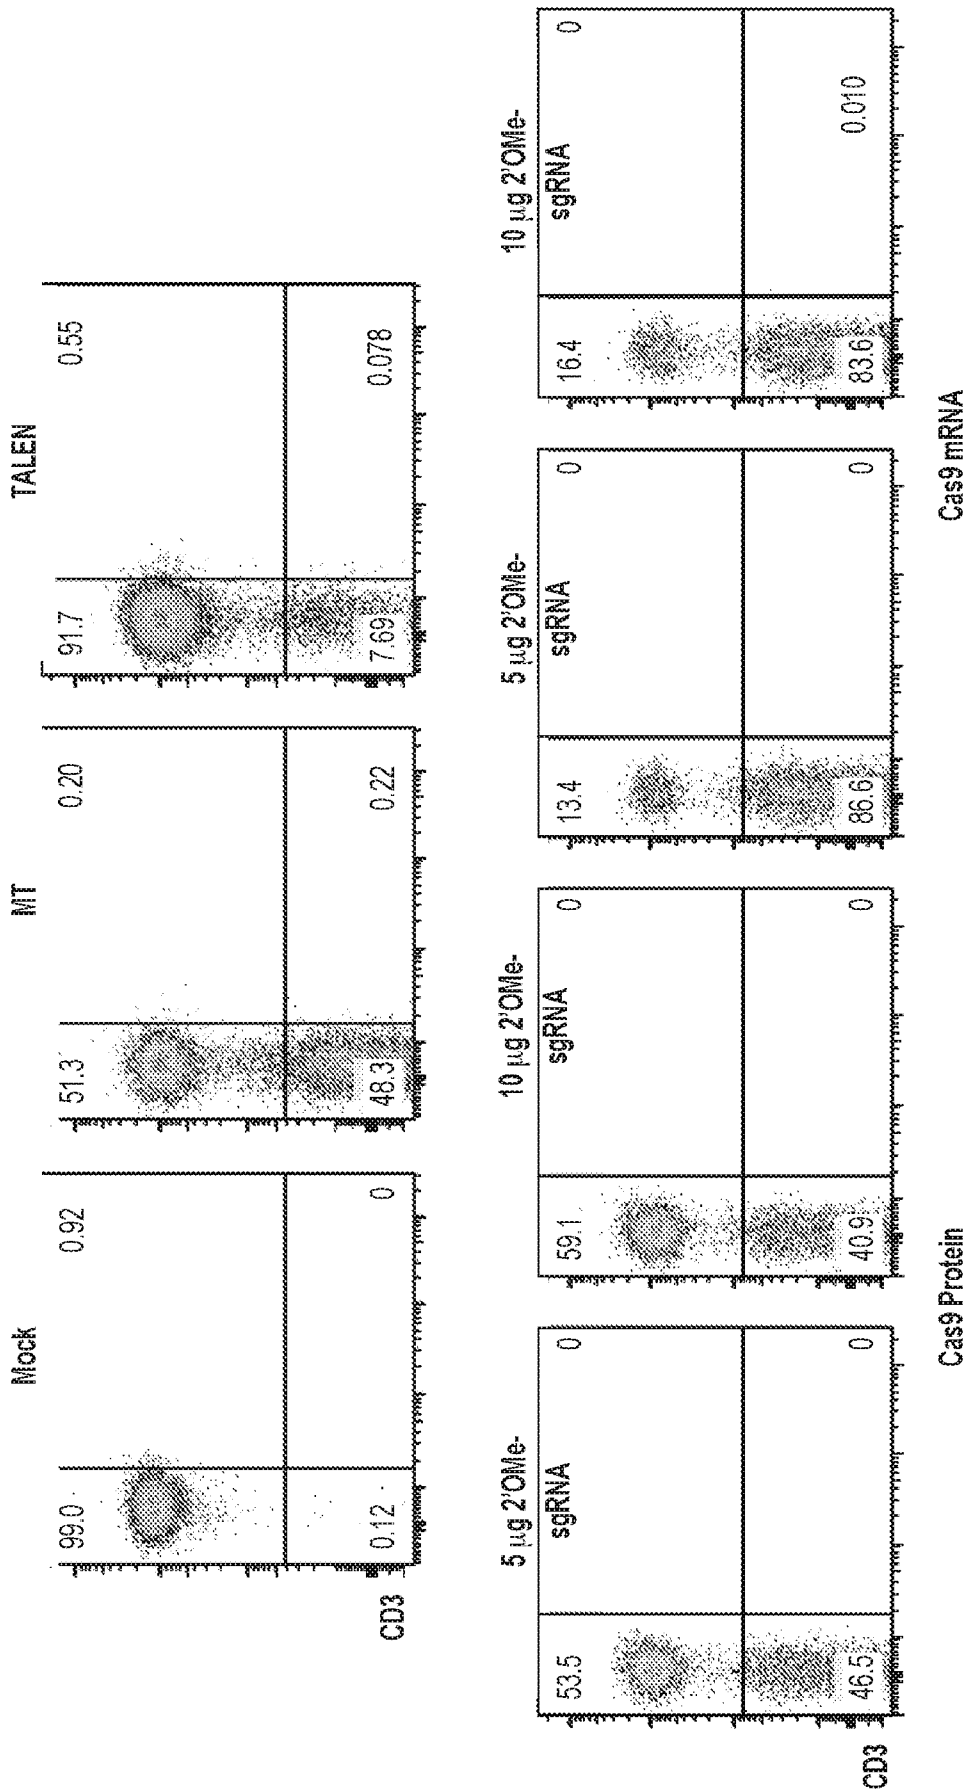 Mock
MT
TALEN
99.0
0.92
51.3
0.20
91.7
0.55
CD3
0.12
0
48.3
0.22
7.69
0.078
5 µg 2'OMe-
sgRNA
10 µg 2'OMe-
sgRNA
5 µg 2'OMe-
sgRNA
10 µg 2'OMe-
sgRNA
53.5
0
59.1
0
13.4
0
16.4
0
CD3
46.5
0
40.9
0
86.6
0
83.6
0.010
Cas9 Protein
Cas9 mRNA